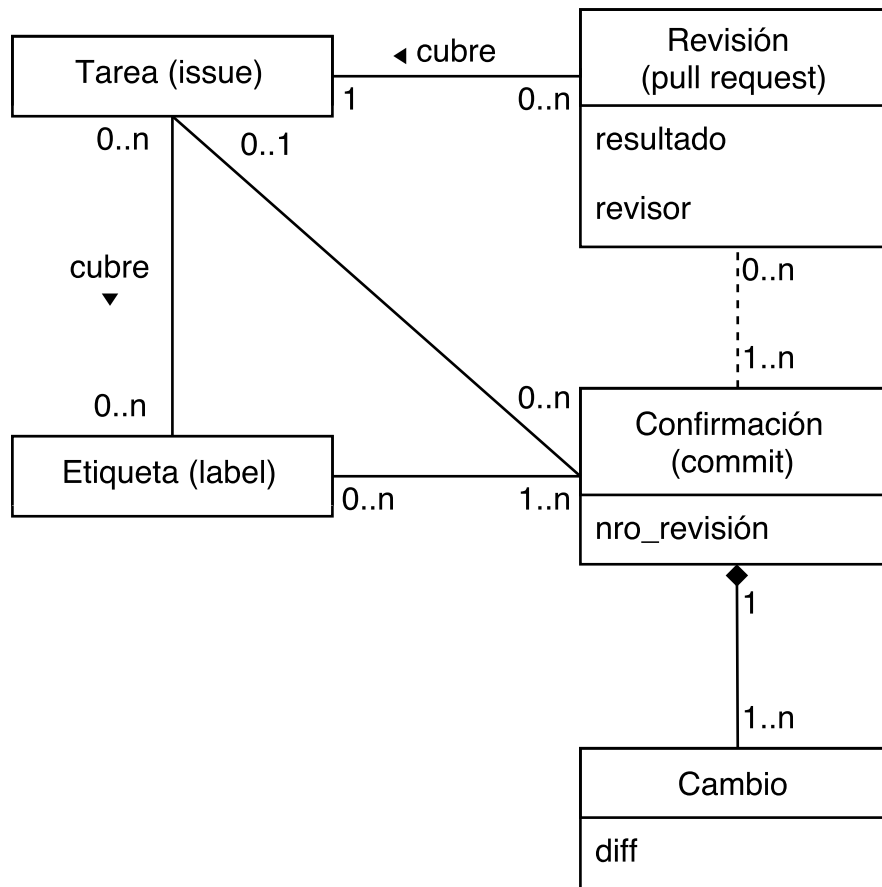 Tarea (issue)
cubre
Revisión
(pull request)
1
0..n
resultado
revisor
0..n
0..1
cubre
0..n
1..n
0..n
0..n
Etiqueta (label)
0..n
1..n
Confirmación
(commit)
nro_revisión
1
1..n
Cambio
diff